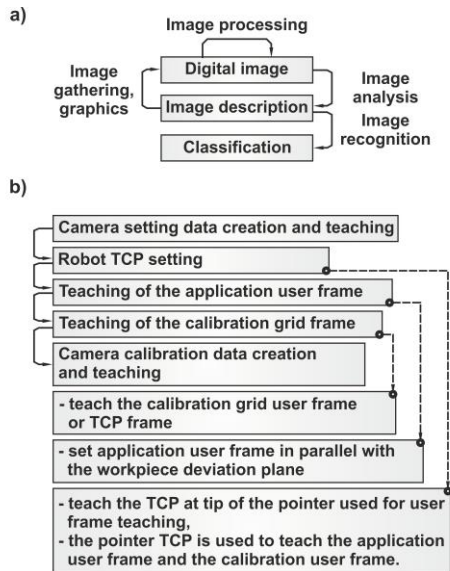 a)
Image processing
Digital image
Image
gathering,
graphics
Image
analysis
Image description
Image
recognition
Classification
b)
Camera setting data creation and teaching
Robot TCP setting
Teaching of the application user frame
Teaching of the calibration grid frame
Camera calibration data creation
and teaching
- teach the calibration grid user frame
or TCP frame
- set application user frame in parallel with
the workpiece deviation plane
- teach the TCP at tip of the pointer used for user
frame teaching,
- the pointer TCP is used to teach the application
user frame and the calibration user frame.